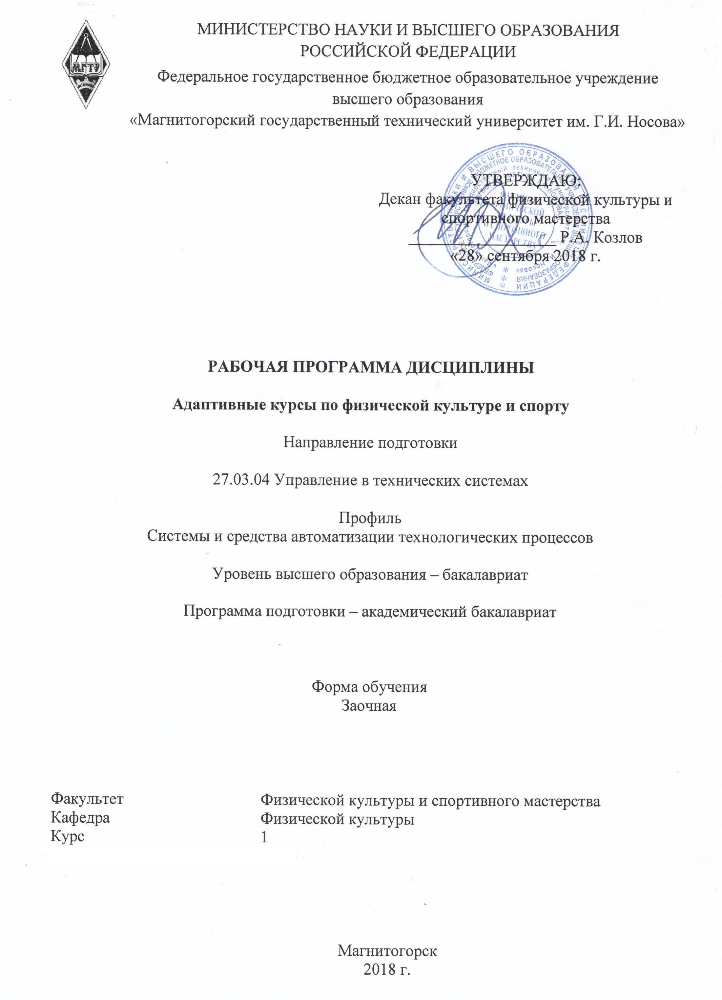 МГТУ
МИНИСТЕРСТВО НАУКИ И ВЫСШЕГО ОБРАЗОВАНИЯ
РОССИЙСКОЙ ФЕДЕРАЦИИ
Федеральное государственное бюджетное образовательное учреждение
высшего образования
«Магнитогорский государственный технический университет им. Г.И. Носова»
УТВЕРЖДАЮ:
Декан факультета физической культуры и
спортивного мастерства
Р.А. Козлов
«28» сентября 2018 г.
РАБОЧАЯ ПРОГРАММА ДИСЦИПЛИНЫ
Адаптивные курсы по физической культуре и спорту
Направление подготовки
27.03.04 Управление в технических системах
Профиль
Системы и средства автоматизации технологических процессов
Уровень высшего образования – бакалавриат
Программа подготовки – академический бакалавриат
Форма обучения
Заочная
Факультет Физической культуры и спортивного мастерства
Кафедра Физической культуры
Курс 1
Магнитогорск
2018 г.